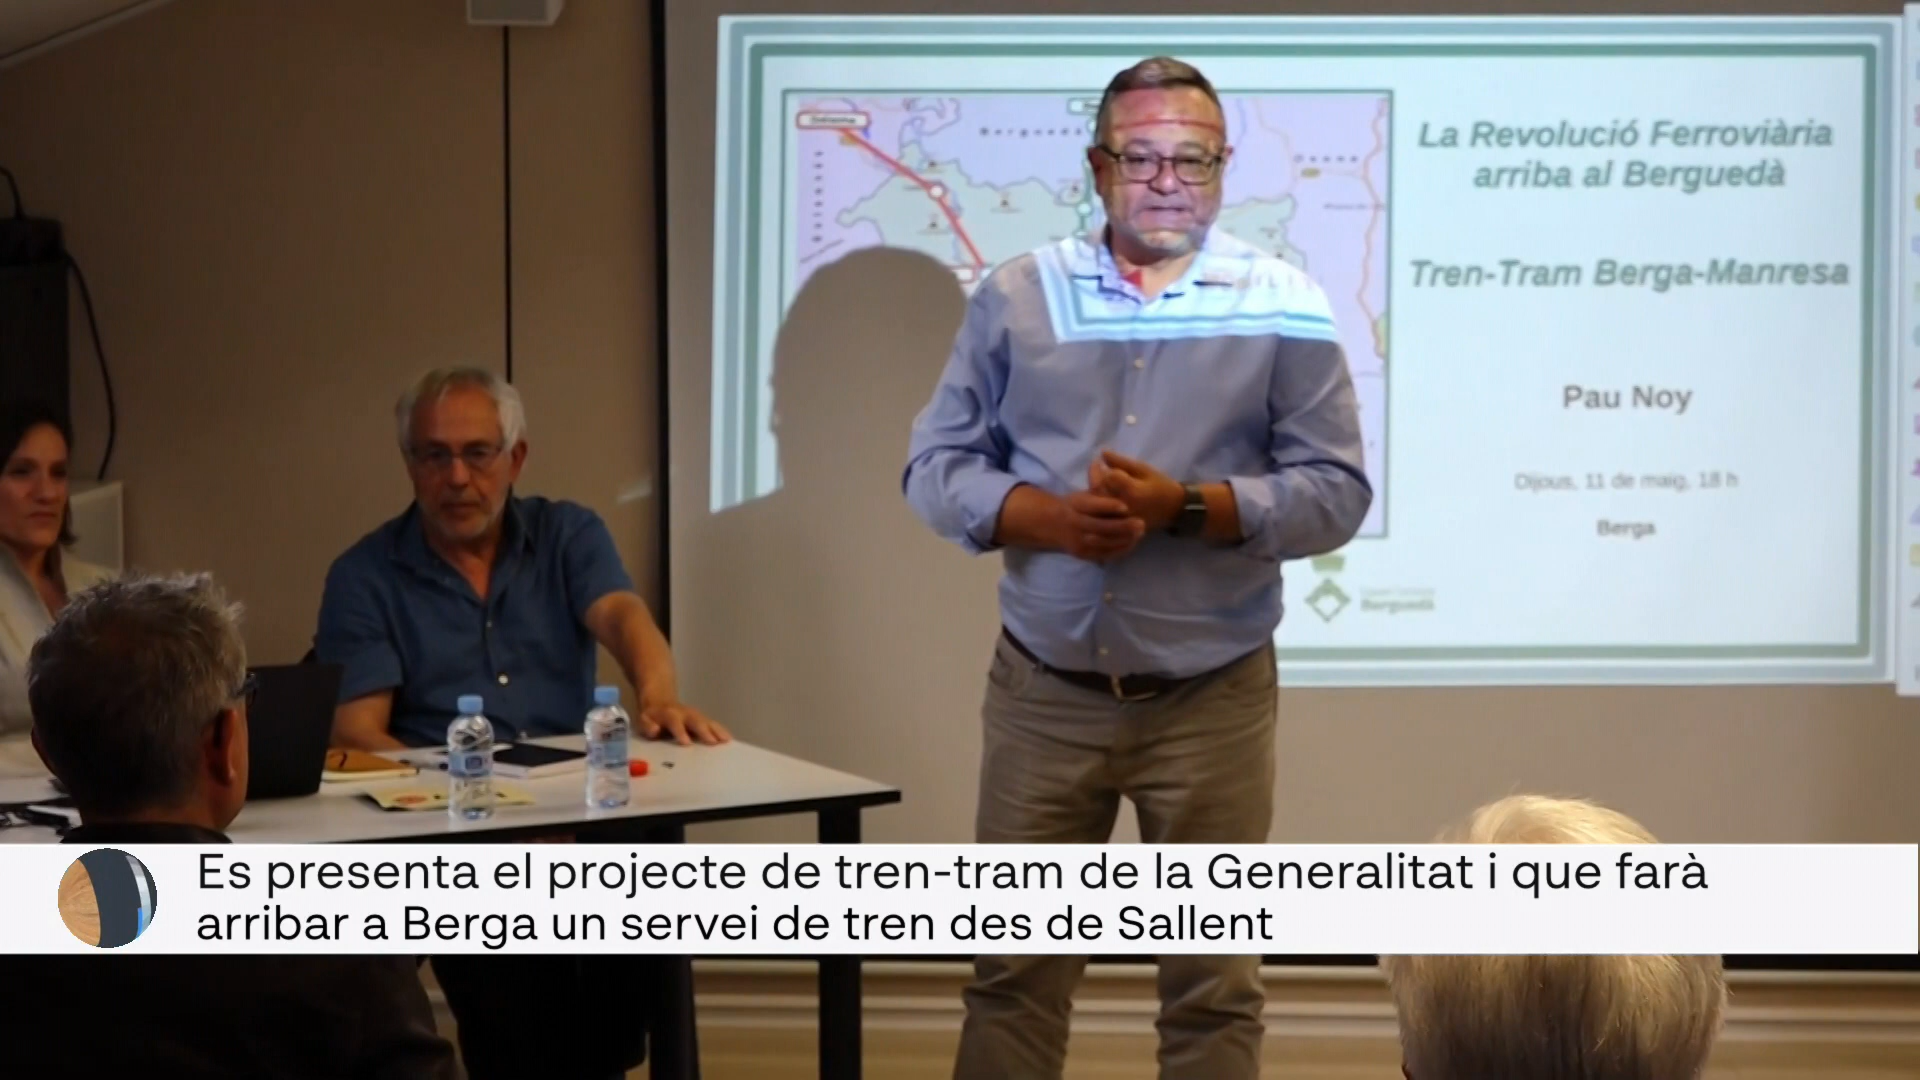 La Revolució Ferroviària
arriba al Berguedà
Tren-Tram Berga-Manresa
Pau Noy
Dijous, 11 de maig, 18 h
Berga
Berguedà
Es presenta el projecte de tren-tram de la Generalitat i que farà
arribar a Berga un servei de tren des de Sallent